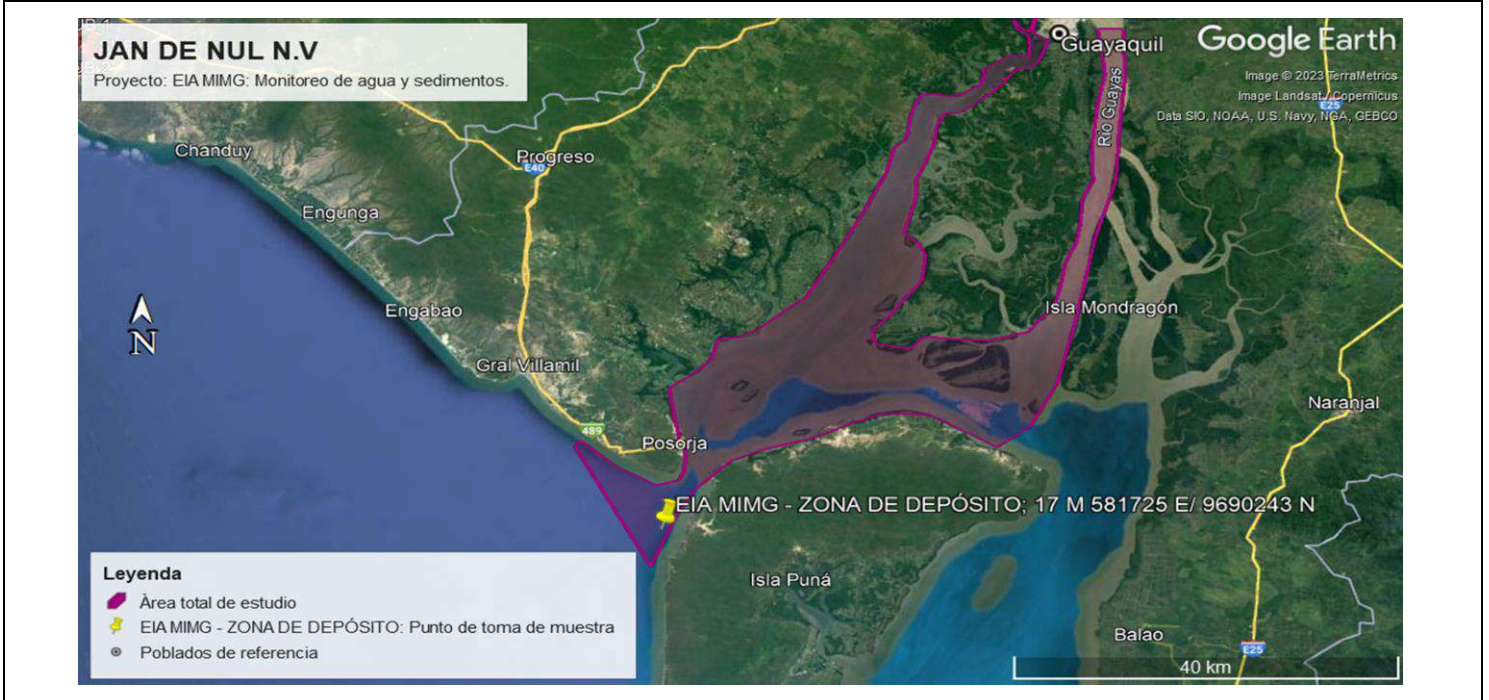 JAN DE NUL N.V
Proyecto: EIA MIMG: Monitoreo de agua y sedimentos.
Guayaquil
Google Earth
Image © 2023 TerraMetrics
Image Landsat / Copernicus
Data SIO, NOAA, U.S. Navy, NGA, GEBCO
E25
Río Guayas
Chanduy
Progreso
E40
Engunga
Isla Mondragón
Engabao
N
Gral Villamil
Naranjal
489
Posorja
EIA MIMG - ZONA DE DEPÓSITO; 17 M 581725 E/ 9690243 N
Leyenda
Àrea total de estudio
EIA MIMG - ZONA DE DEPÓSITO: Punto de toma de muestra
Poblados de referencia
Isla Puná
Balao
E25
40 km